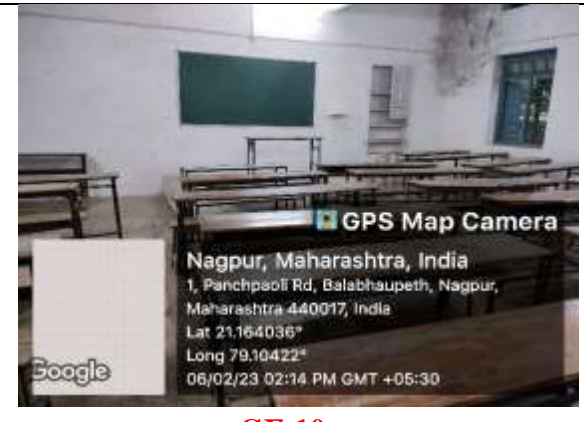 GPS Map Camera
Nagpur, Maharashtra, India
1, Panchpaoli Rd, Balabhaupeth, Nagpur,
Maharashtra 440017, India
Lat 21.164036°
Long 79.10422°
06/02/23 02:14 PM GMT +05:30
Google